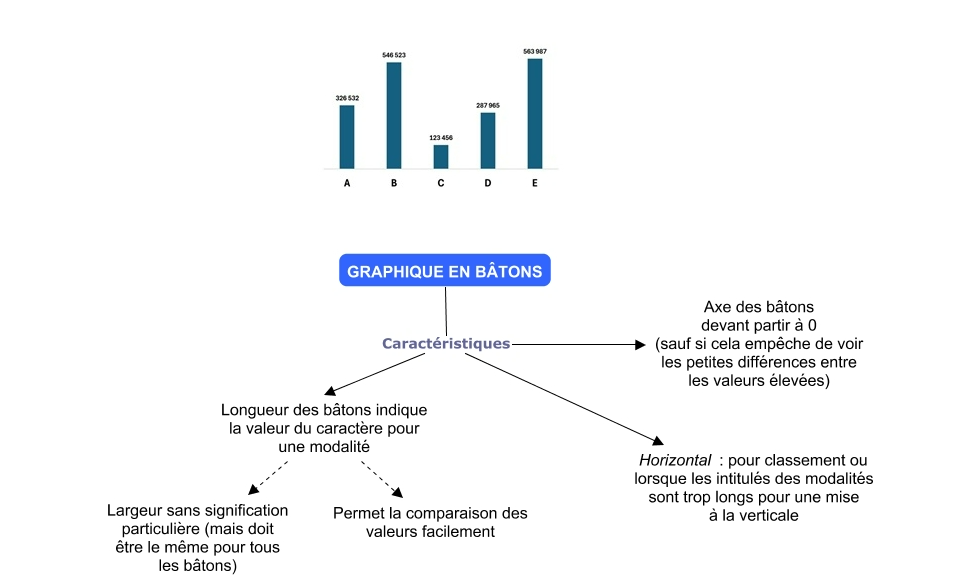 563 987
546 523
326 532
287 965
123 456
A B C D E
GRAPHIQUE EN BÂTONS
Caractéristiques
Axe des bâtons
devant partir à 0
(sauf si cela empêche de voir
les petites différences entre
les valeurs élevées)
Longueur des bâtons indique
la valeur du caractère pour
une modalité
Horizontal : pour classement ou
lorsque les intitulés des modalités
sont trop longs pour une mise
à la verticale
Largeur sans signification
particulière (mais doit
être le même pour tous
les bâtons)
Permet la comparaison des
valeurs facilement